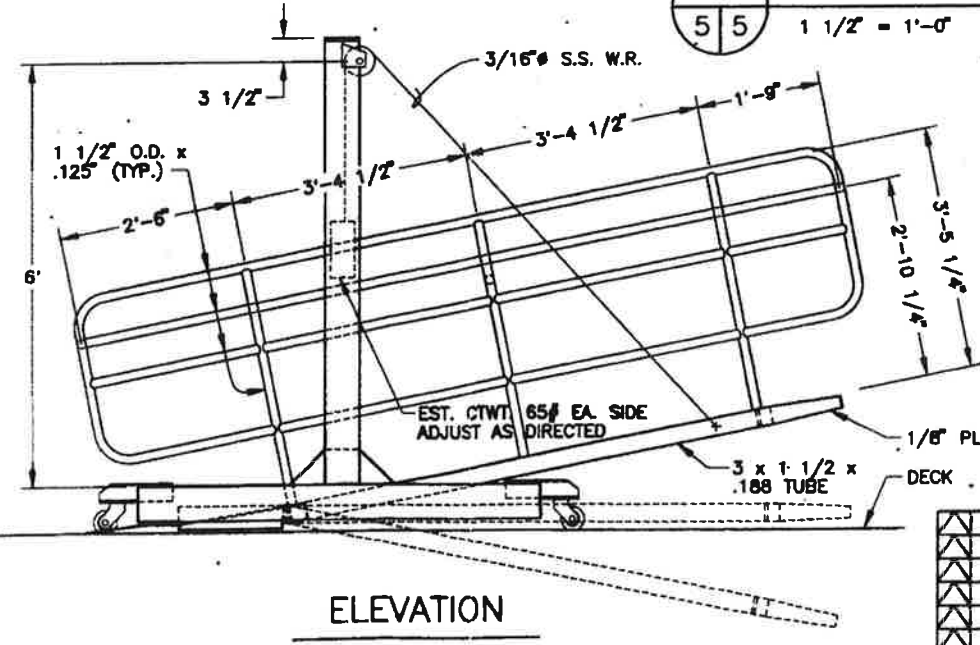 5 5
1 1/2" = 1'-0"
3/16"ø S.S. W.R.
3 1/2"
1'-9"
3'-4 1/2"
1 1/2" O.D. x
.125" (TYP.)
3'-4 1/2"
2'-6"
6'
3'-5 1/4"
2'-10 1/4"
EST. CTWT. 65# EA. SIDE
ADJUST AS DIRECTED
1/8" PL
3 x 1 1/2 x
.188 TUBE
DECK
ELEVATION